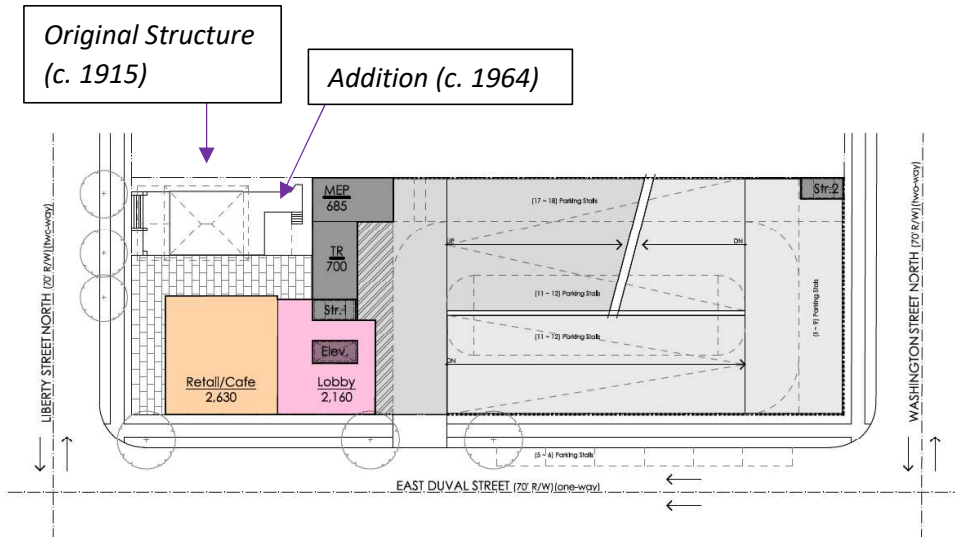 Original Structure
(c. 1915)
Addition (c. 1964)
MEP
685
Str.2
(17 - 18) Parking Stalls
UP
DN
TR
700
(11 - 12) Parking Stalls
Str.1
(11 - 12) Parking Stalls
Elev.
DN
Retail/Cafe
2,630
Lobby
2,160
LIBERTY STREET NORTH (70' R/W)(two-way)
WASHINGTON STREET NORTH (70' R/W)(two-way)
(5 - 6) Parking Stalls
EAST DUVAL STREET (70' R/W)(one-way)